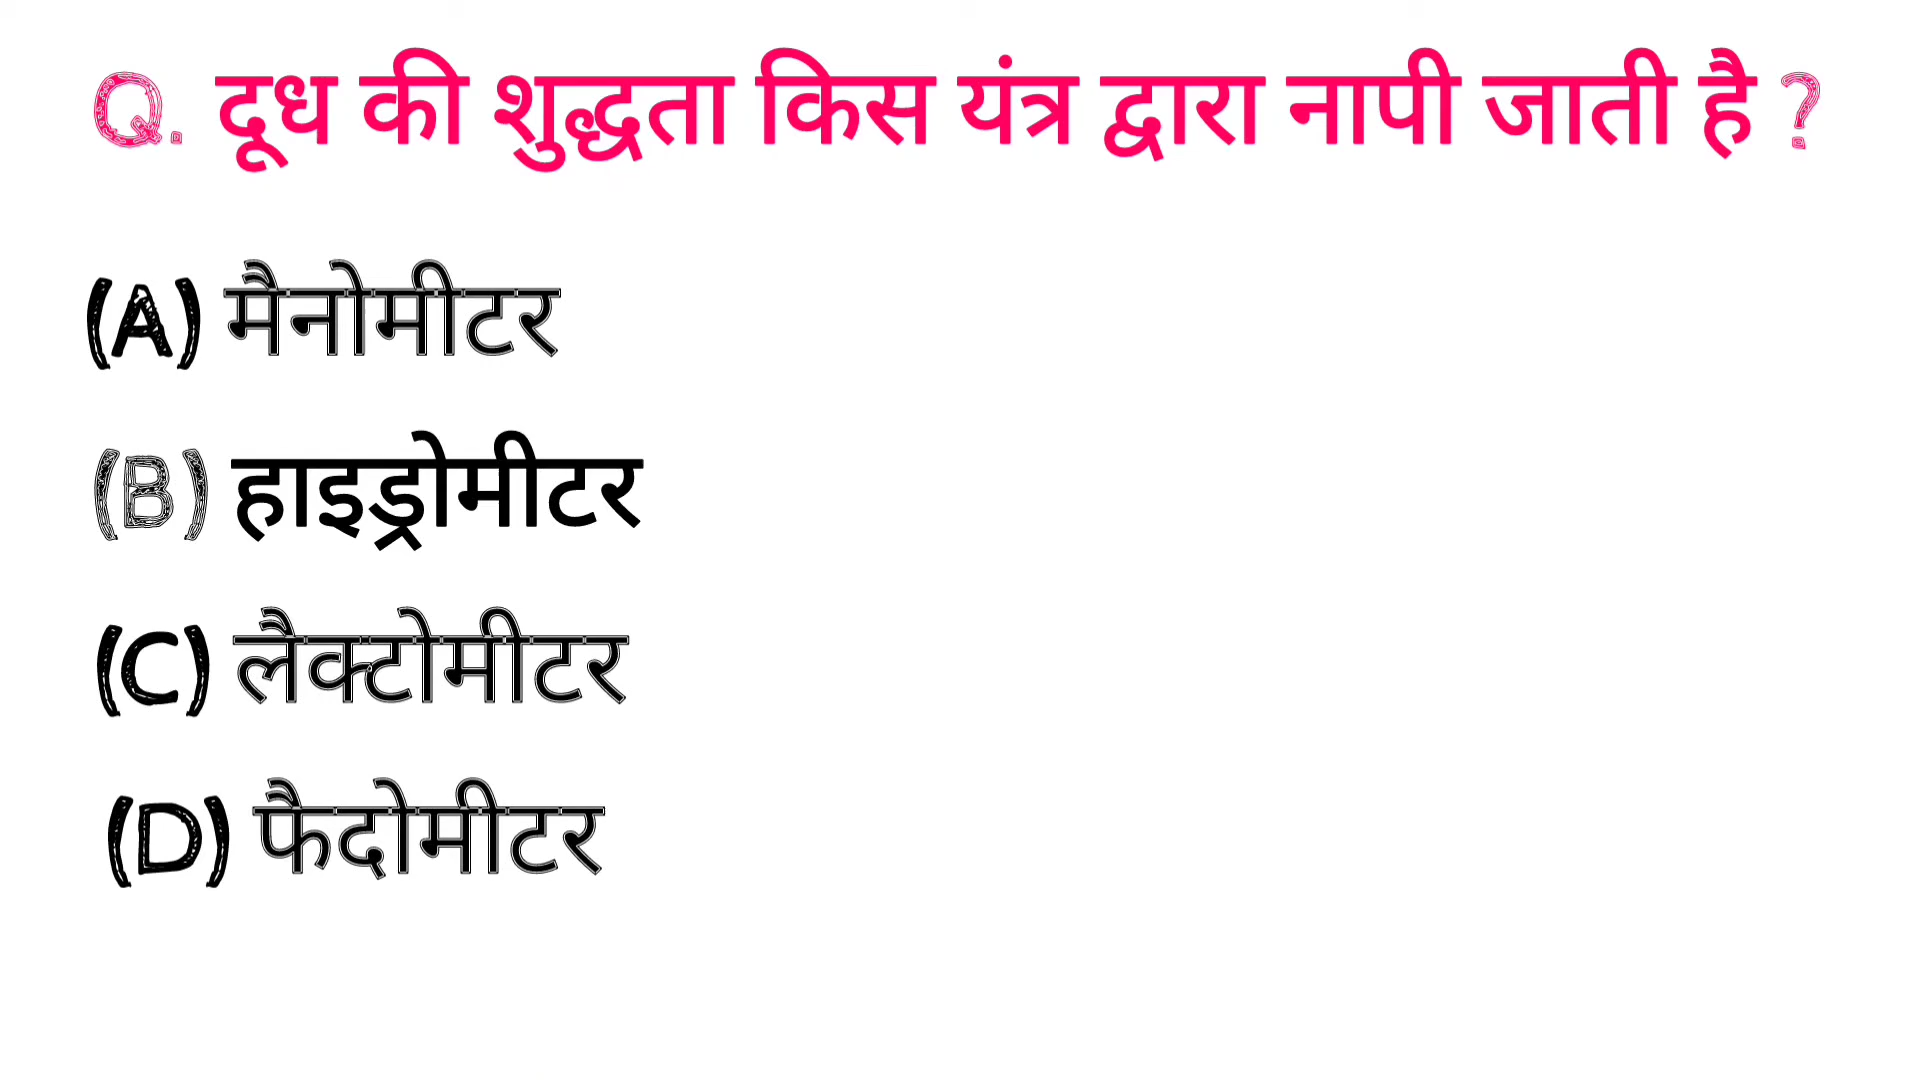 Q. दूध की शुद्धता किस यंत्र द्वारा नापी जाती है ?
(A) मैनोमीटर
(B) हाइड्रोमीटर
(C) लैक्टोमीटर
(D) फैदोमीटर